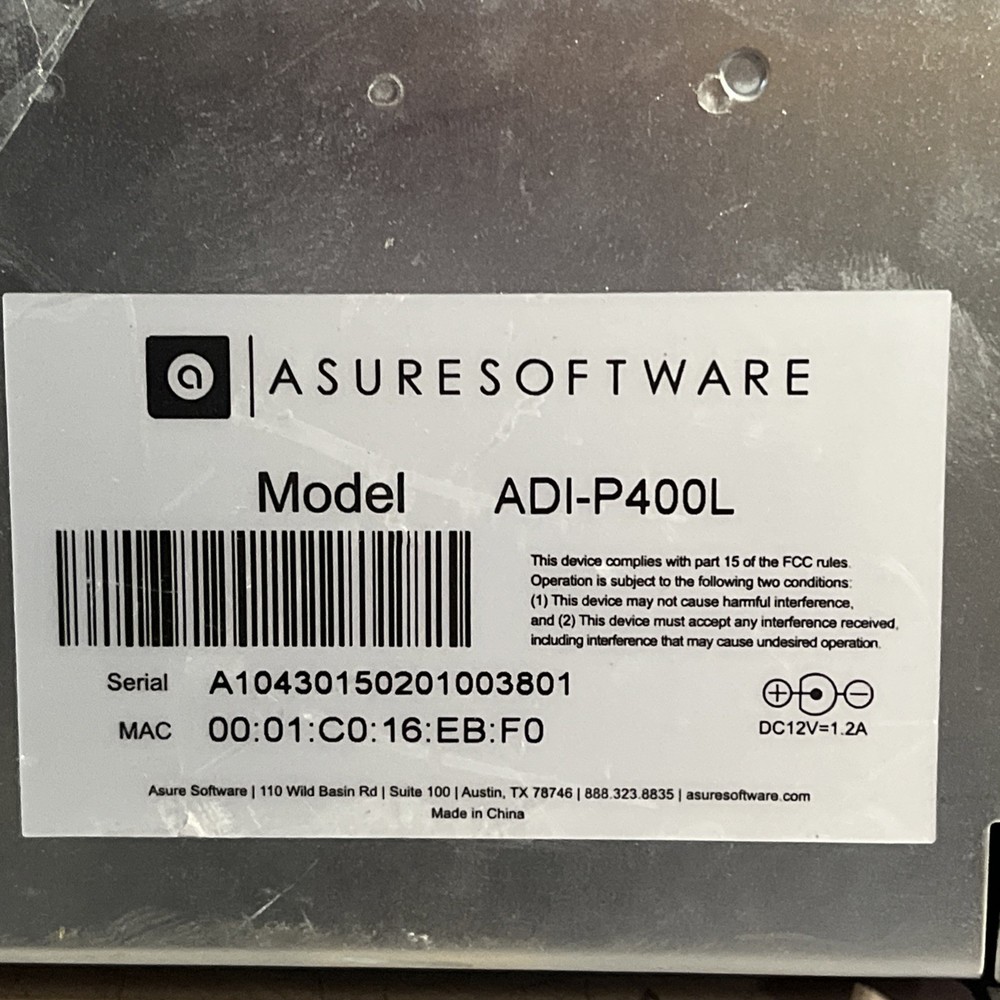 a | ASURESOFTWARE
Model ADI-P400L
This device complies with part 15 of the FCC rules.
Operation is subject to the following two conditions:
(1) This device may not cause harmful interference,
and (2) This device must accept any interference received,
including interference that may cause undesired operation.
Serial A10430150201003801
MAC 00:01:C0:16:EB:F0
DC12V=1.2A
Asure Software | 110 Wild Basin Rd | Suite 100 | Austin, TX 78746 | 888.323.8835 | asuresoftware.com
Made in China